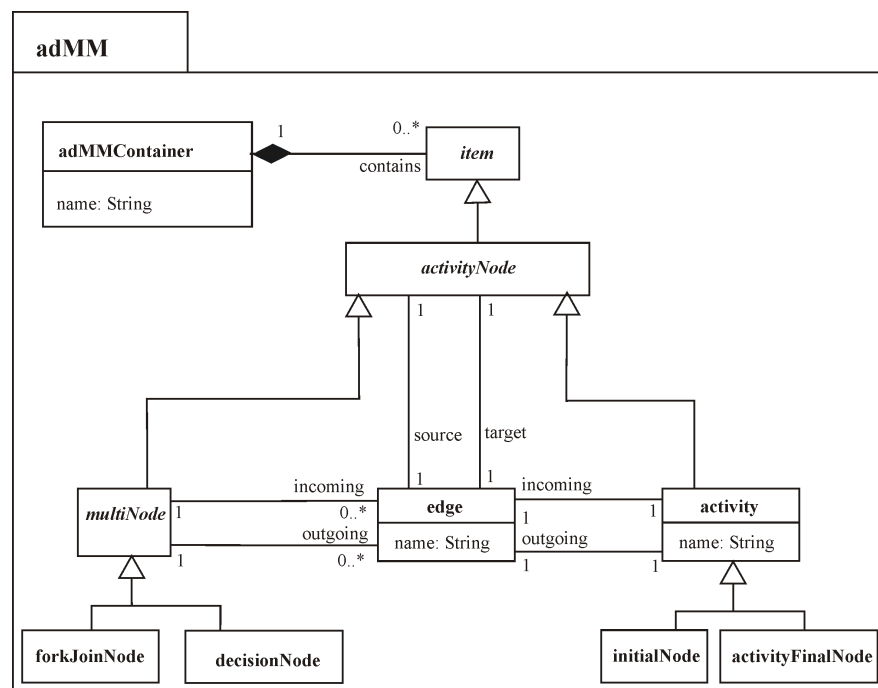 adMM
adMMContainer
name: String
1
0..*
contains
item
activityNode
1
1
source
target
1
1
multiNode
incoming
1
0..*
outgoing
1
0..*
edge
name: String
incoming
1
1
outgoing
1
1
activity
name: String
forkJoinNode
decisionNode
initialNode
activityFinalNode